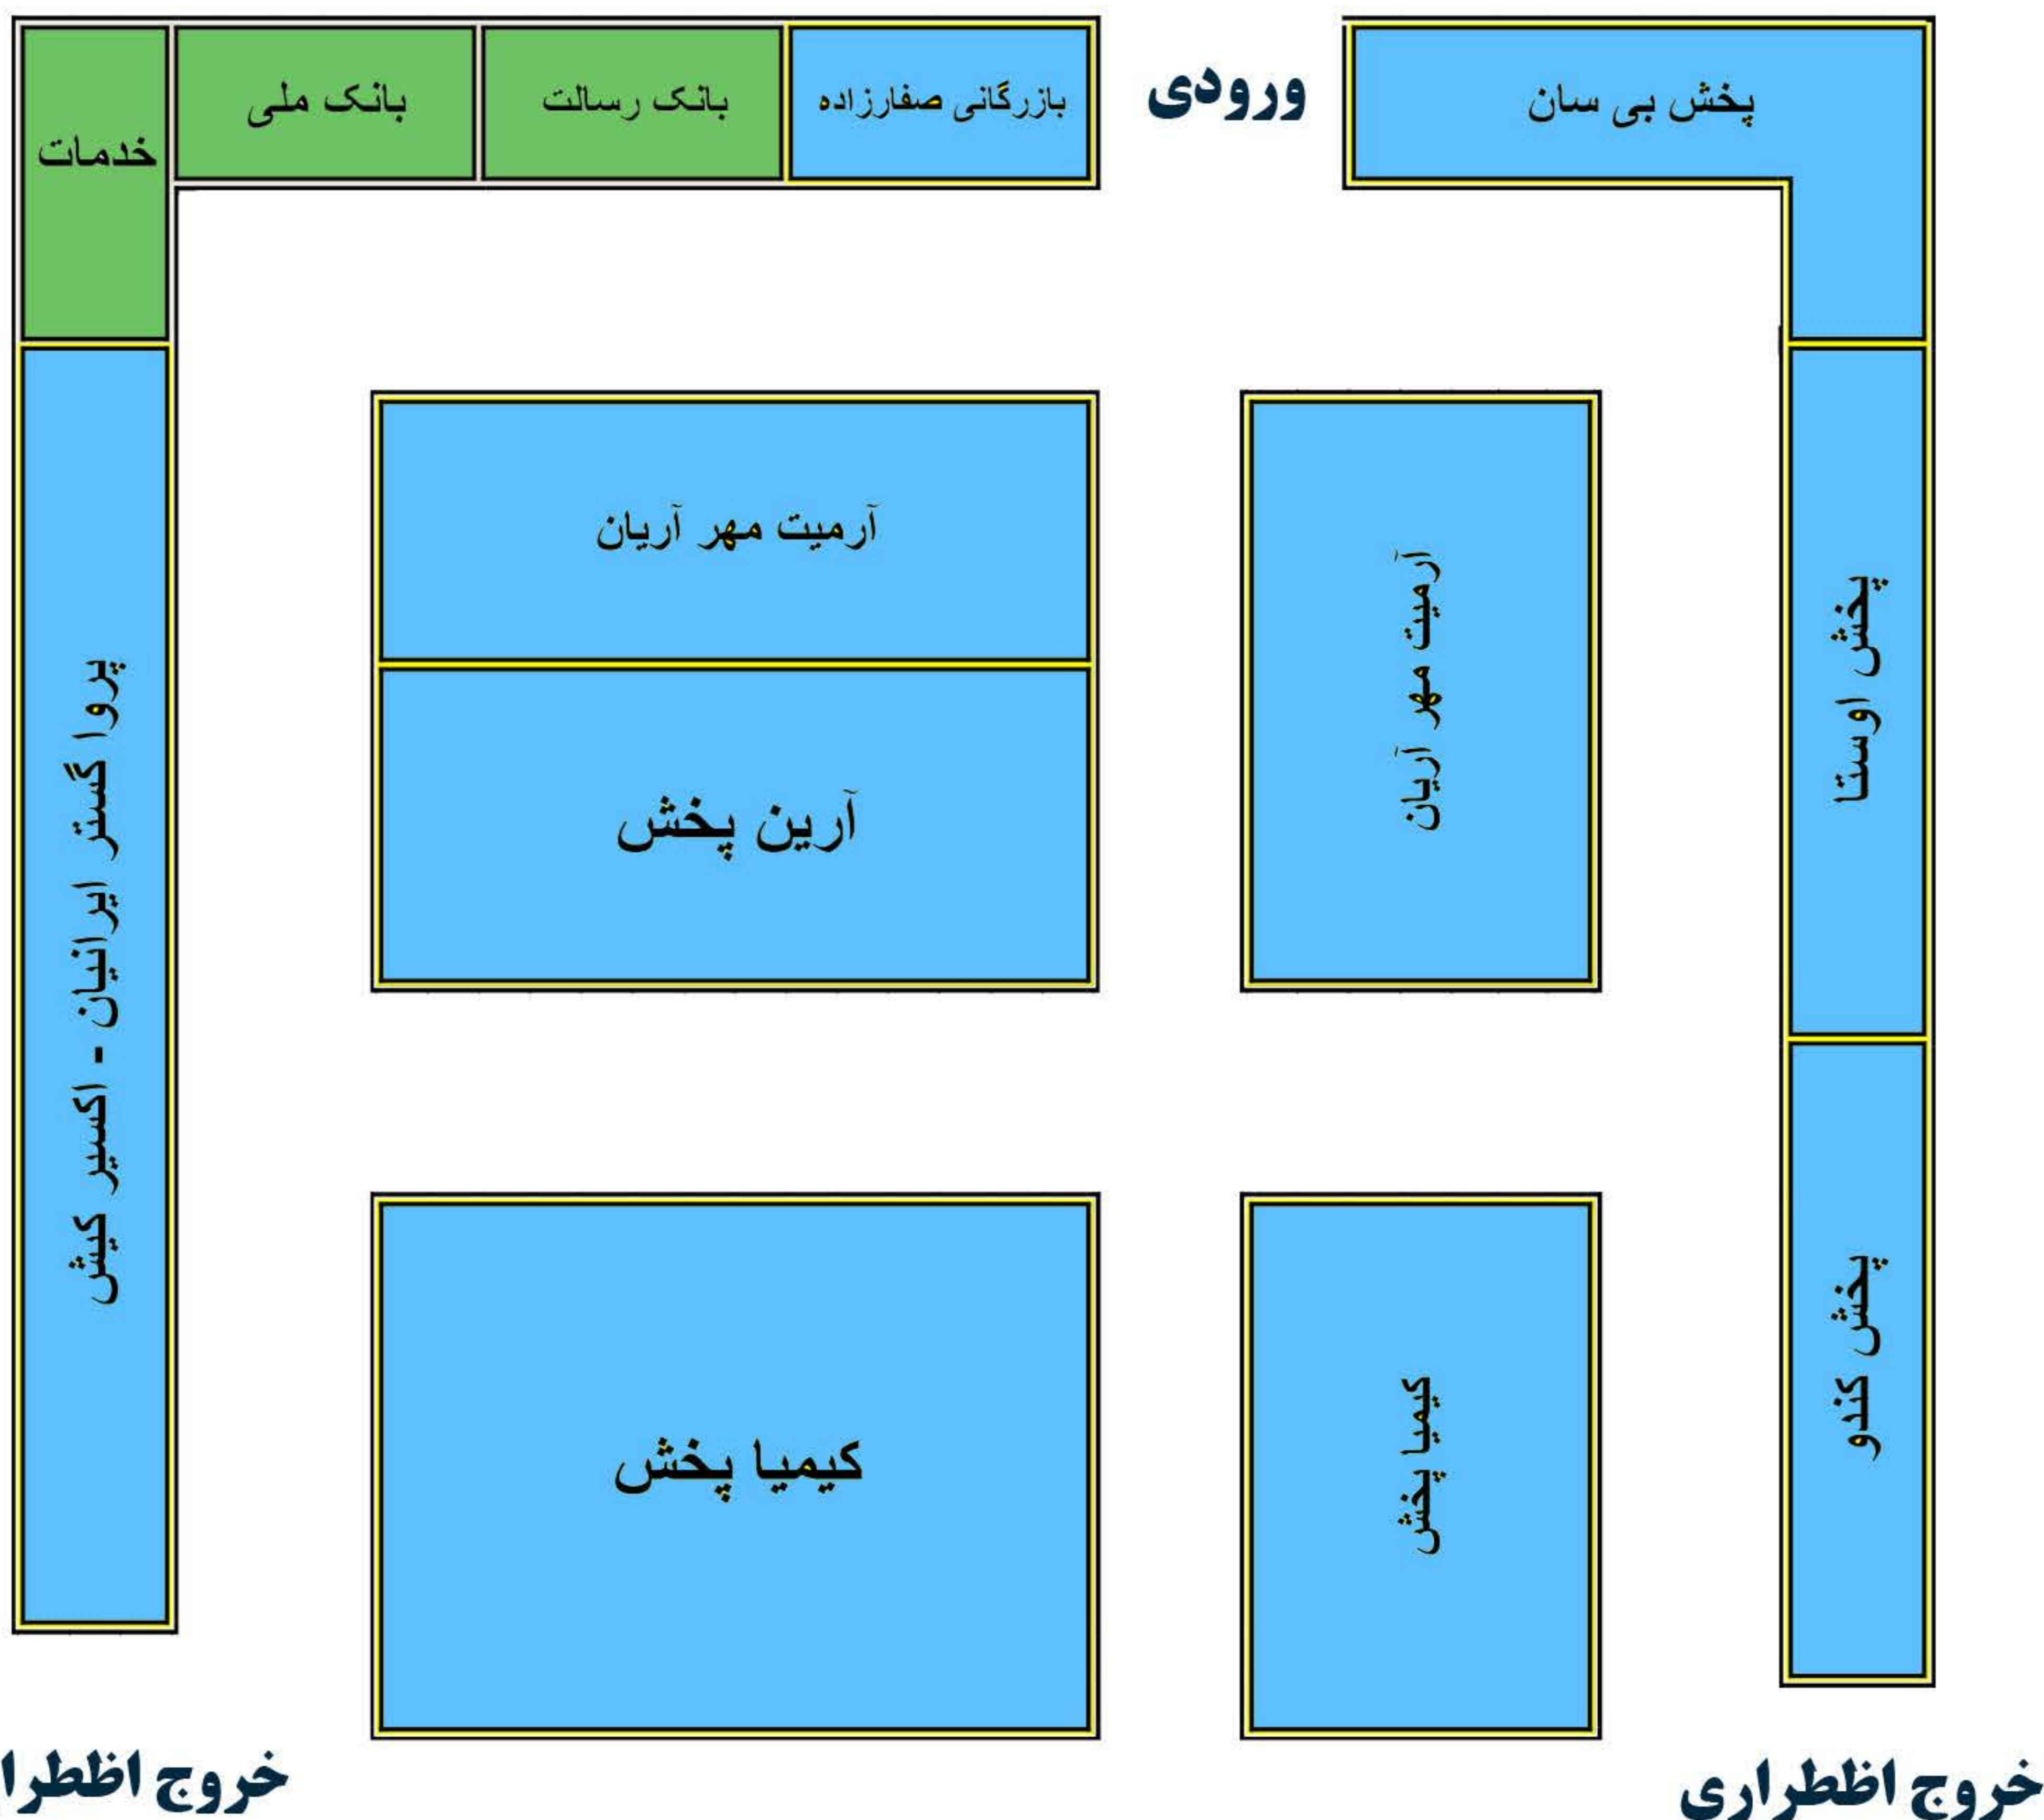 پخش بی سان
ورودی
بازرگانی صفارزاده
بانک رسالت
بانک ملی
خدمات
آرمیت مهر آریان
آرمیت مهر آریان
پخش اوستا
آرین پخش
پروا گستر ایرانیان - اکسیر کیش
پخش کندو
کیمیا پخش
کیمیا پخش
خروج اظطراری
خروج اظطرا